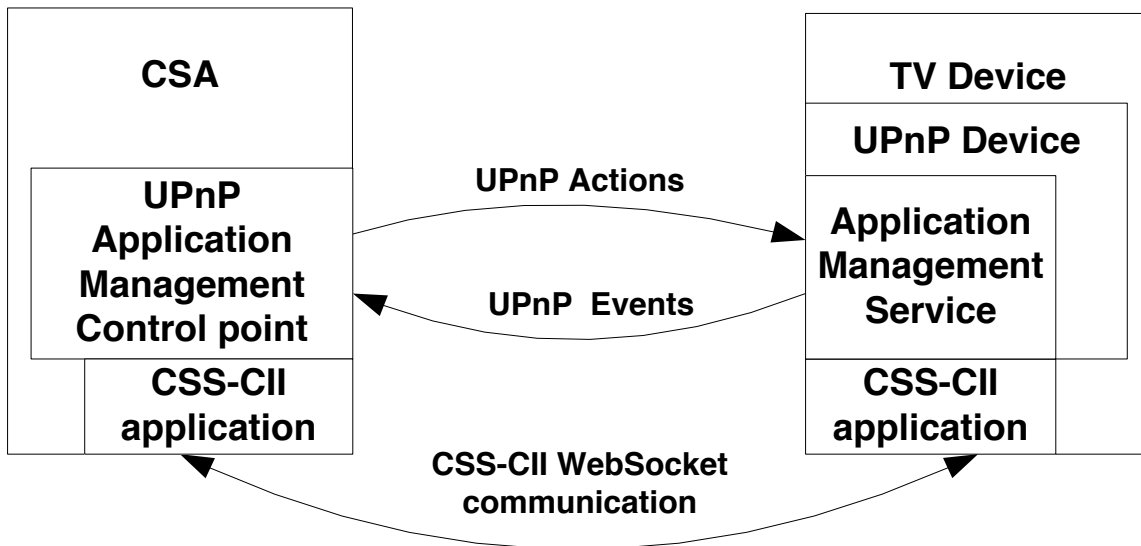 CSA
UPnP
Application
Management
Control point
CSS-CII
application
UPnP Actions
UPnP Events
CSS-CII WebSocket
communication
TV Device
UPnP Device
Application
Management
Service
CSS-CII
application